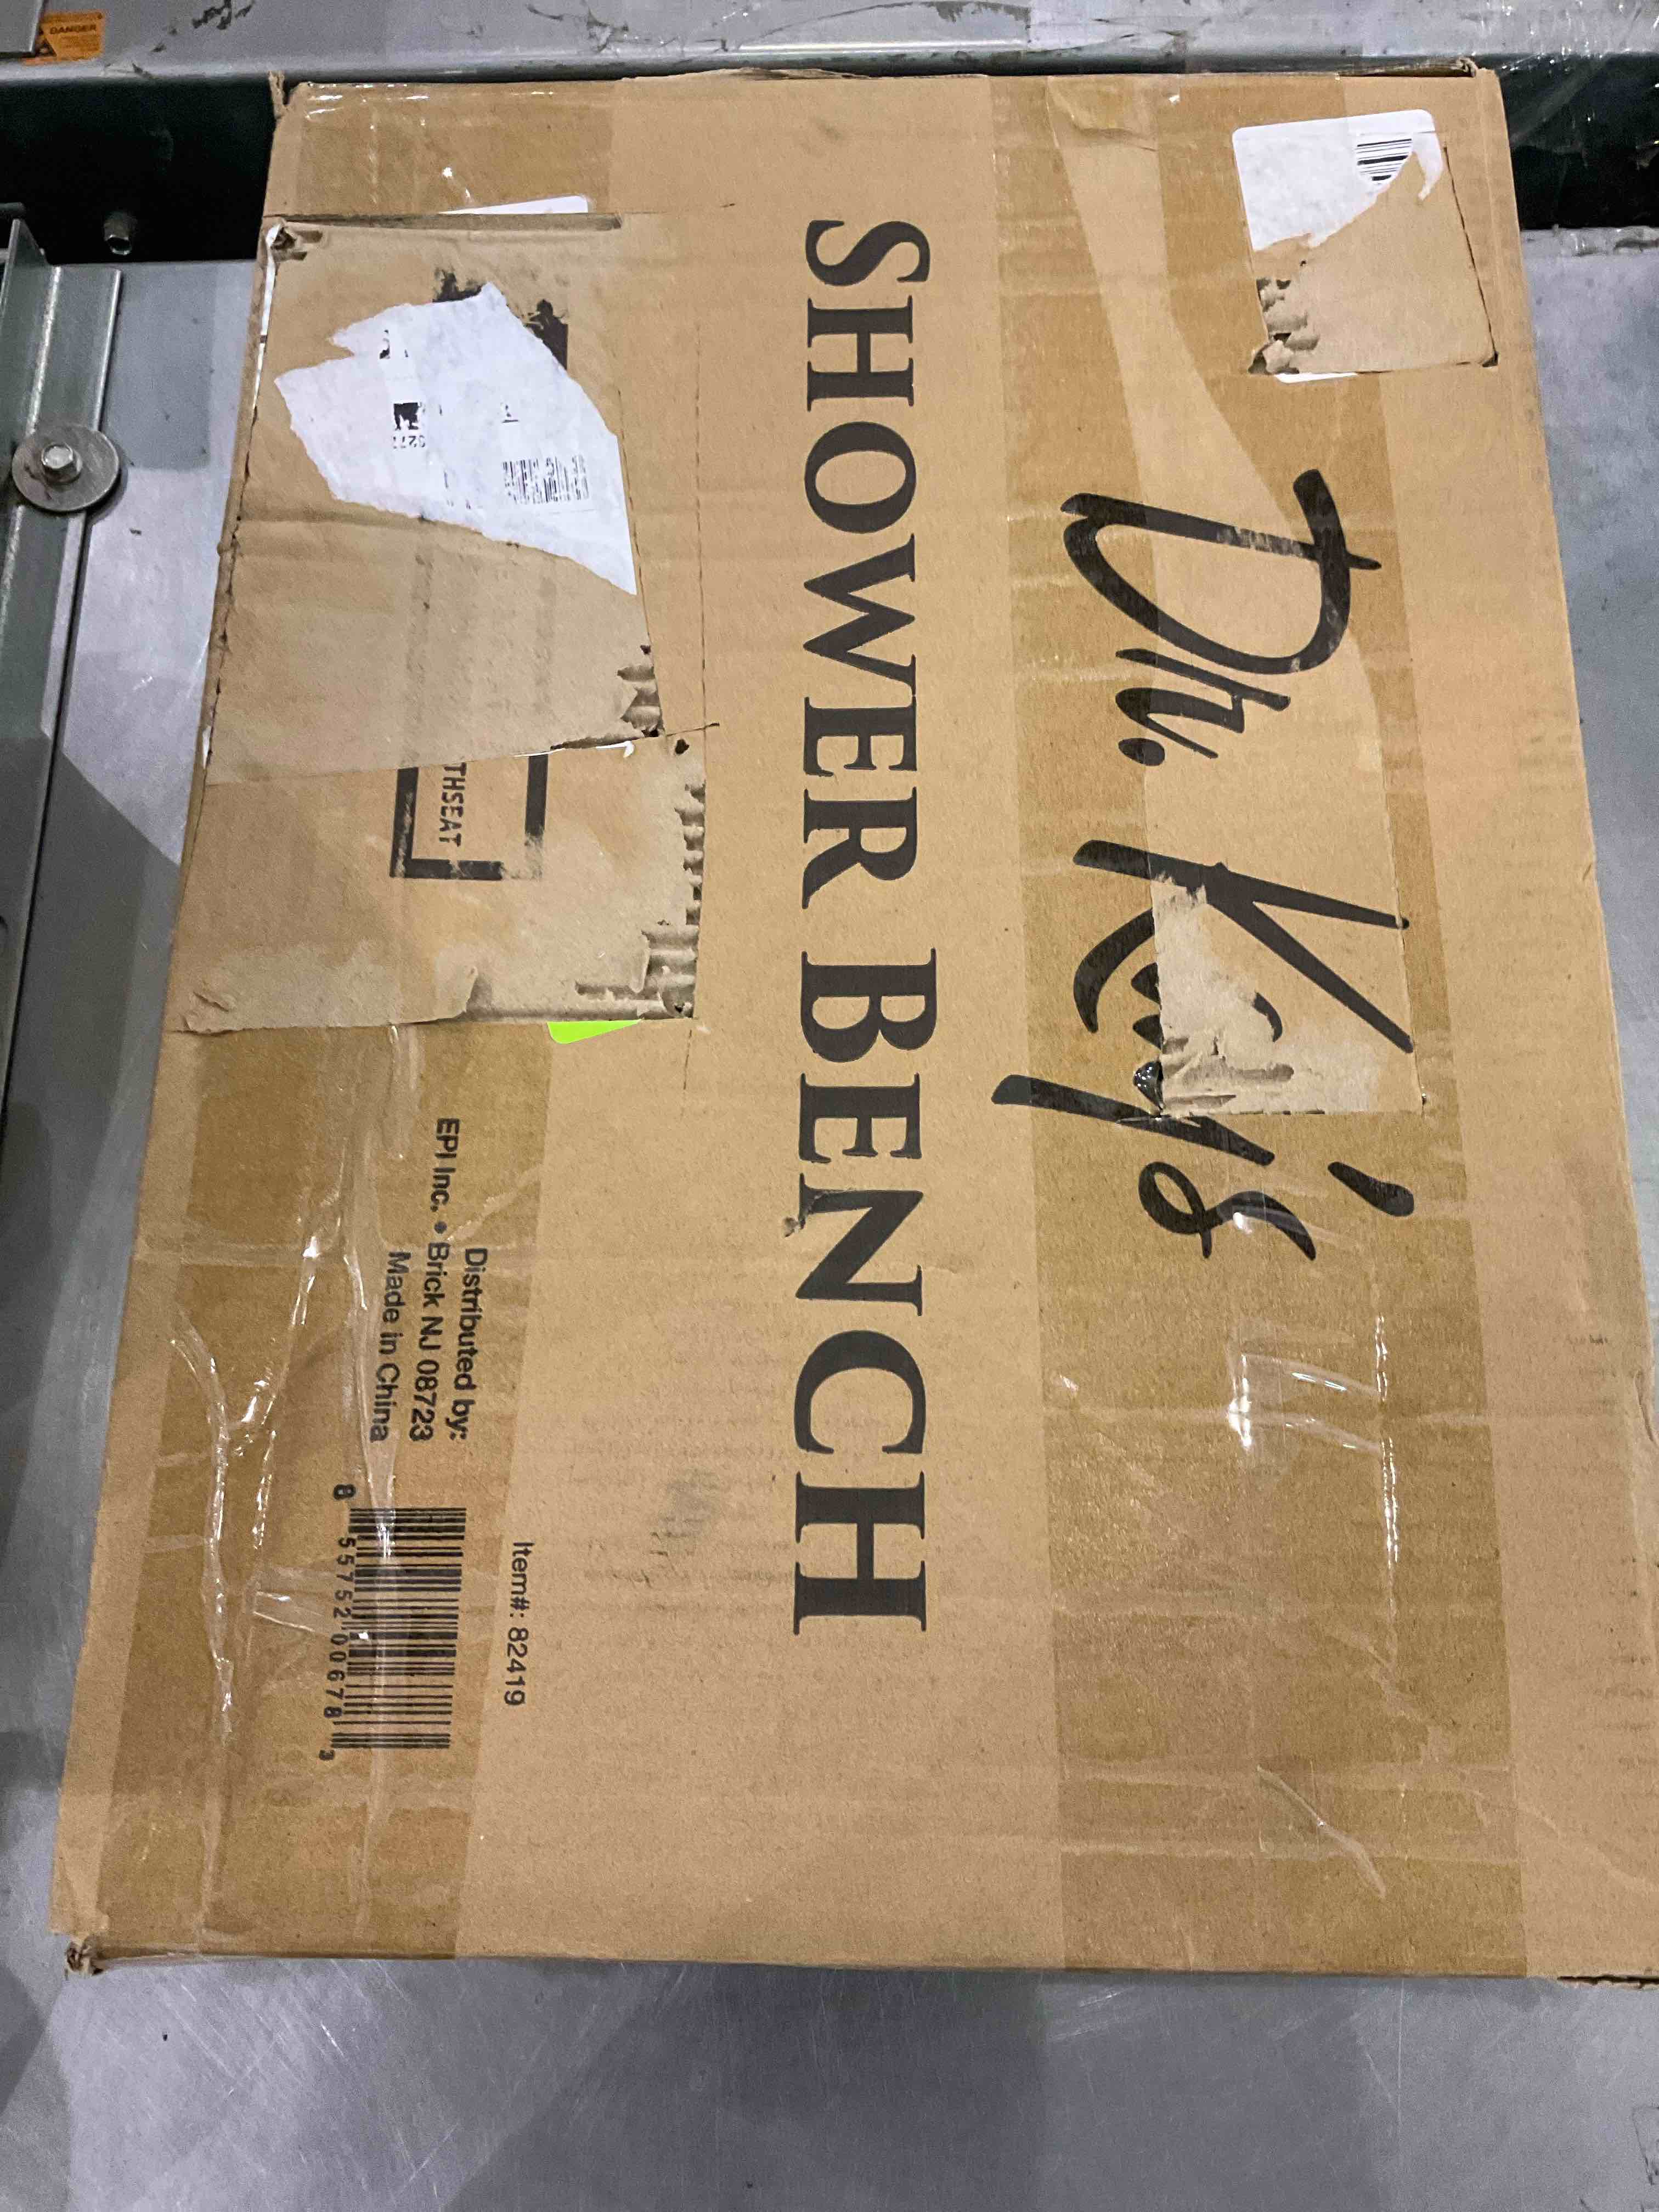 DANGER
Dr. Kay's
SHOWER BENCH
THSEAT
Item#: 82419
Distributed by:
EPI Inc. • Brick NJ 08723
Made in China
8 55752 00678 3